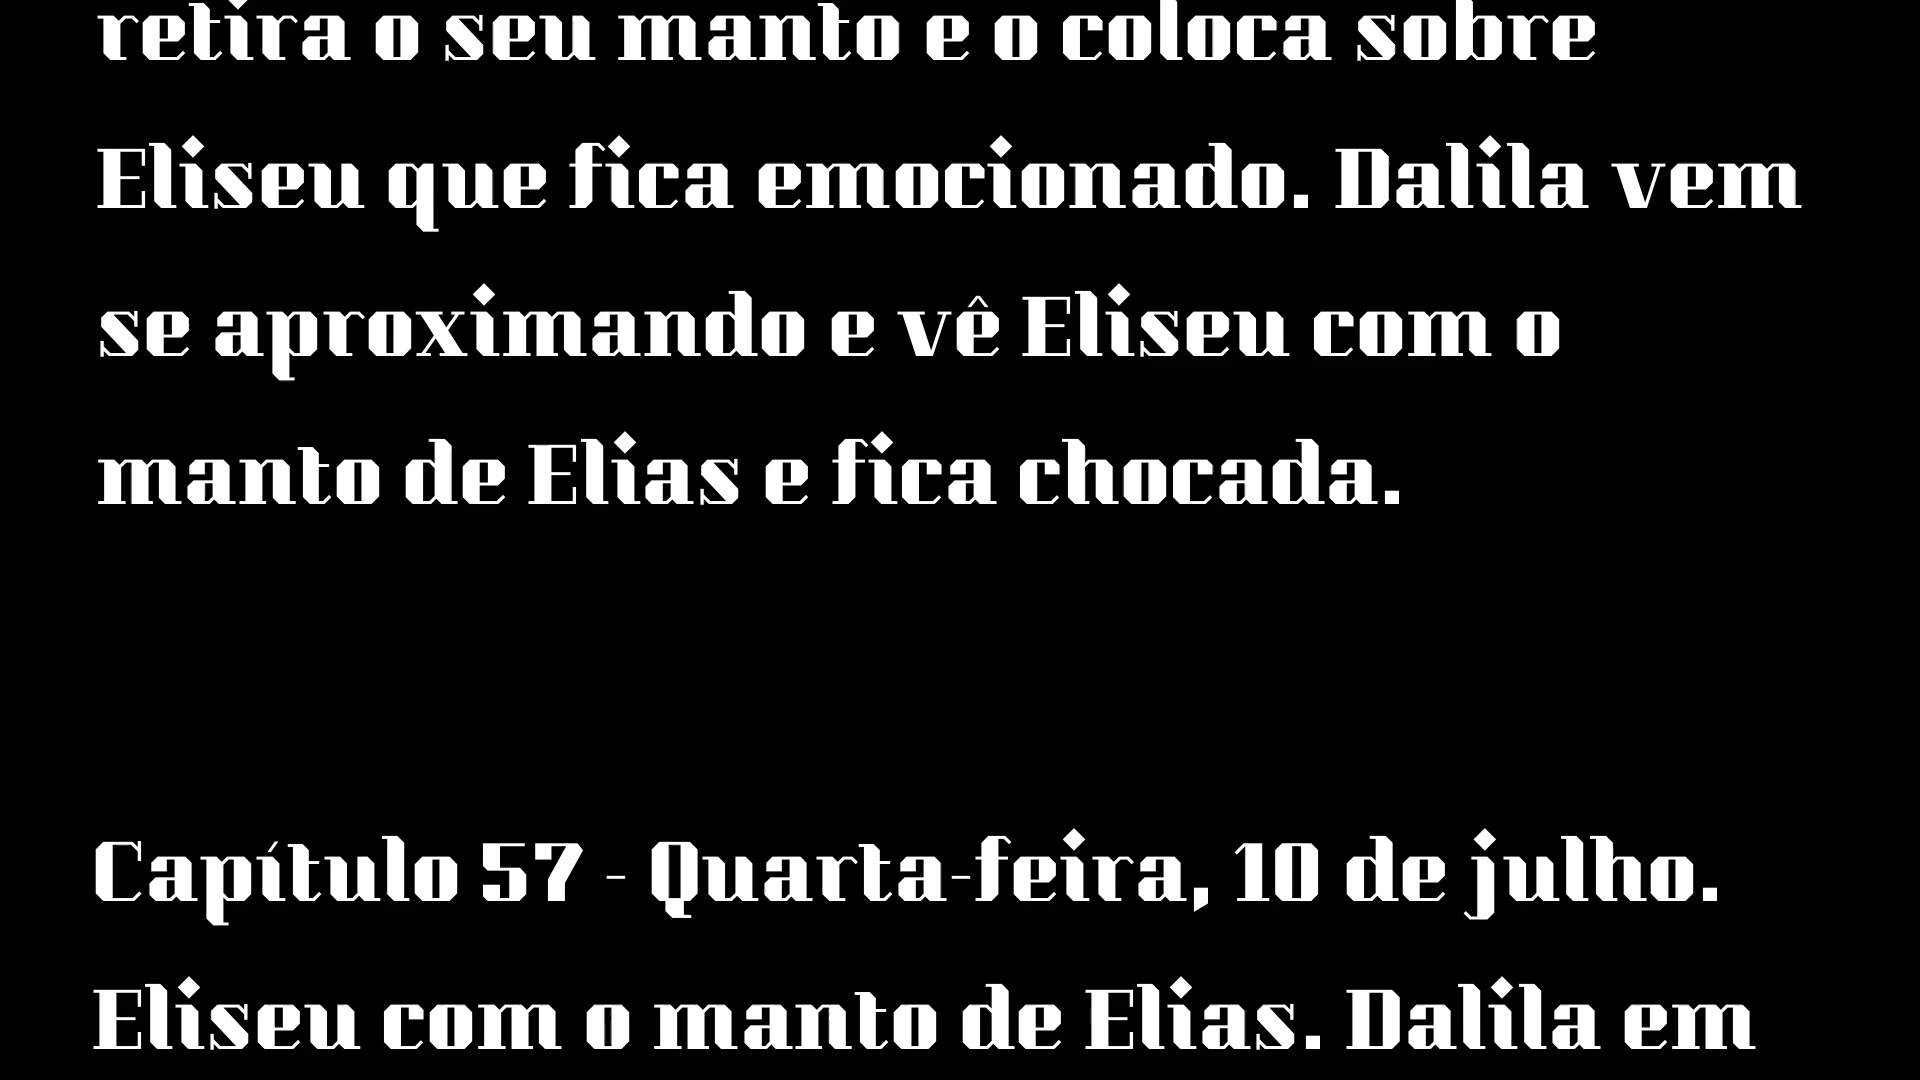 retira o seu manto e o coloca sobre
Eliseu que fica emocionado. Dalila vem
se aproximando e vê Eliseu com o
manto de Elias e fica chocada.
Capítulo 57 - Quarta-feira, 10 de julho.
Eliseu com o manto de Elias. Dalila em